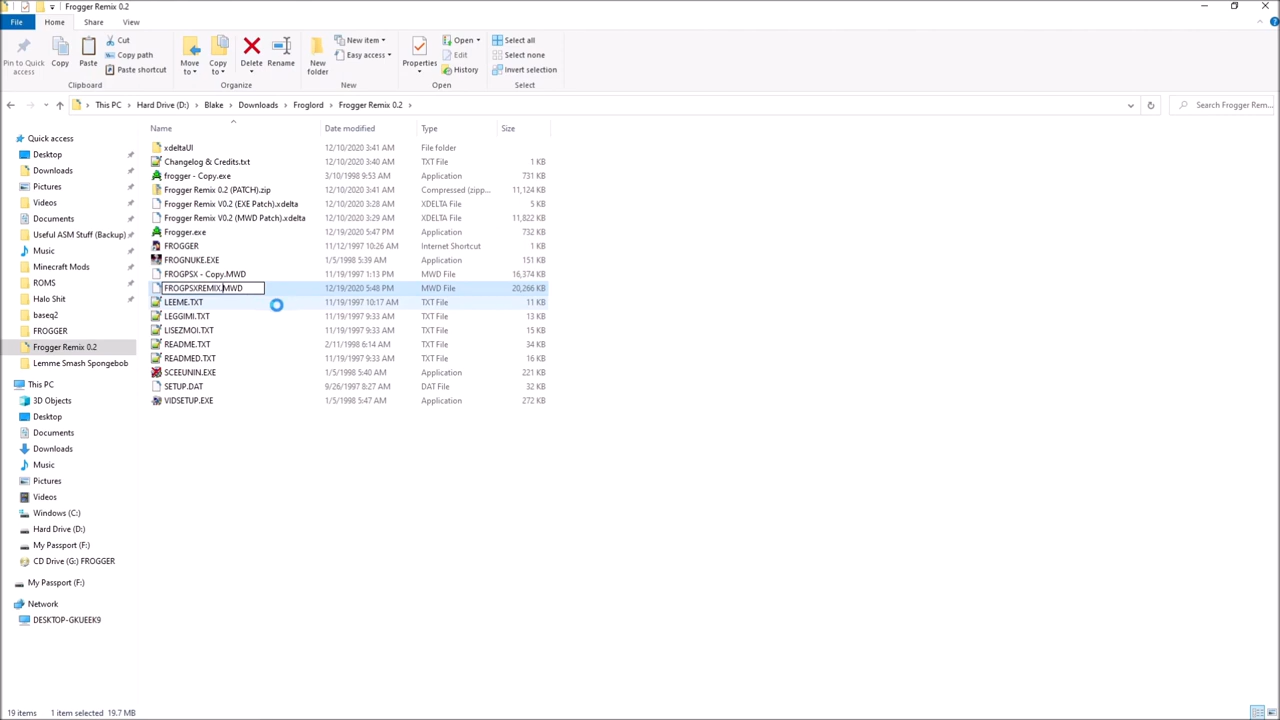 Frogger Remix 0.2
File Home Share View
Pin to Quick access
Copy
Paste
Cut
Copy path
Paste shortcut
Move to
Copy to
Delete
Rename
New folder
New item
Easy access
Properties
Open
Edit
History
Select all
Select none
Invert selection
Clipboard Organize New Open Select
This PC > Hard Drive (D:) > Blake > Downloads > Froglord > Frogger Remix 0.2 >
Search Frogger Rem...
Name Date modified Type Size
xdeltaUI 12/10/2020 3:41 AM File folder
Changelog & Credits.txt 12/10/2020 3:40 AM TXT File 1 KB
frogger - Copy.exe 3/10/1998 9:53 AM Application 731 KB
Frogger Remix 0.2 (PATCH).zip 12/10/2020 3:41 AM Compressed (zipp... 11,124 KB
Frogger Remix V0.2 (EXE Patch).xdelta 12/10/2020 3:29 AM XDELTA File 5 KB
Frogger Remix V0.2 (MWD Patch).xdelta 12/10/2020 3:28 AM XDELTA File 11,822 KB
Frogger.exe 12/19/2020 5:47 PM Application 732 KB
FROGGER 11/12/1997 10:26 AM Internet Shortcut 1 KB
FROGNUKE.EXE 1/5/1998 5:39 AM Application 151 KB
FROGPSX - Copy.MWD 11/19/1997 1:13 PM MWD File 16,374 KB
FROGPSXREMIX.MWD 12/19/2020 5:48 PM MWD File 20,266 KB
LEEME.TXT 11/19/1997 10:17 AM TXT File 11 KB
LEGGIMI.TXT 11/19/1997 9:33 AM TXT File 13 KB
LISEZMOI.TXT 11/19/1997 9:33 AM TXT File 15 KB
README.TXT 2/11/1998 6:14 AM TXT File 34 KB
READMED.TXT 11/19/1997 9:33 AM TXT File 16 KB
SCEEUNIN.EXE 1/5/1998 5:40 AM Application 221 KB
SETUP.DAT 9/26/1997 8:27 AM DAT File 32 KB
VIDSETUP.EXE 1/5/1998 5:47 AM Application 272 KB
Quick access
Desktop
Downloads
Pictures
Videos
Documents
Useful ASM Stuff (Backup)
Music
Minecraft Mods
ROMS
Halo Shit
baseq2
FROGGER
Frogger Remix 0.2
Lemme Smash Spongebob
This PC
3D Objects
Desktop
Documents
Downloads
Music
Pictures
Videos
Windows (C:)
Hard Drive (D:)
My Passport (F:)
CD Drive (G:) FROGGER
My Passport (F:)
Network
DESKTOP-GKUEEK9
19 items 1 item selected 19.7 MB